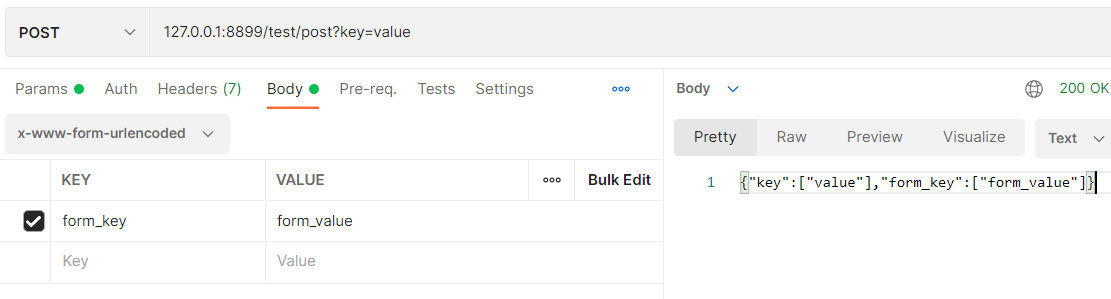 POST 127.0.0.1:8899/test/post?key=value
Params Auth Headers (7) Body Pre-req. Tests Settings
x-www-form-urlencoded
KEY VALUE Bulk Edit
form_key form_value
Key Value
Body 200 OK
Pretty Raw Preview Visualize Text
1 {"key":["value"],"form_key":["form_value"]}